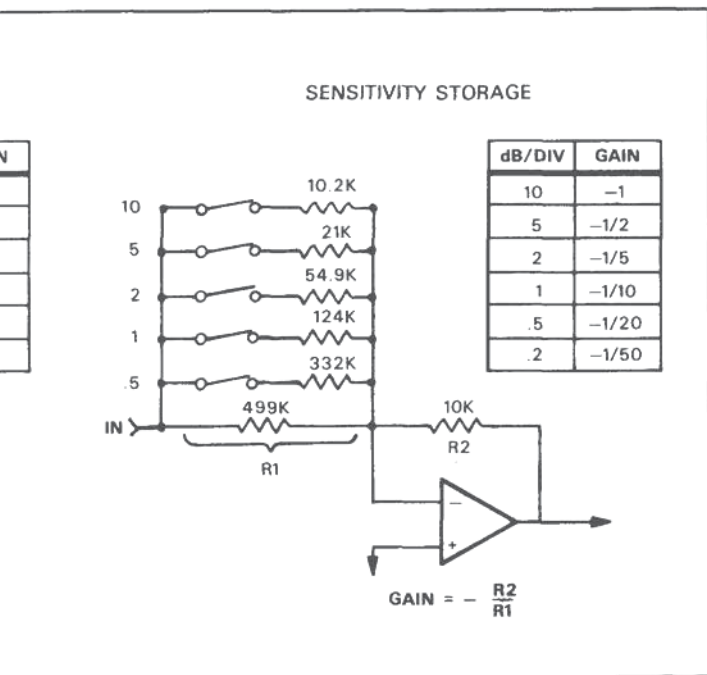 SENSITIVITY STORAGE
N
dB/DIV GAIN
10 −1
5 −1/2
2 −1/5
1 −1/10
.5 −1/20
.2 −1/50
10 10.2K
5 21K
2 54.9K
1 124K
.5 332K
IN 499K 10K
R1 R2
−
+
GAIN = − R2
R1